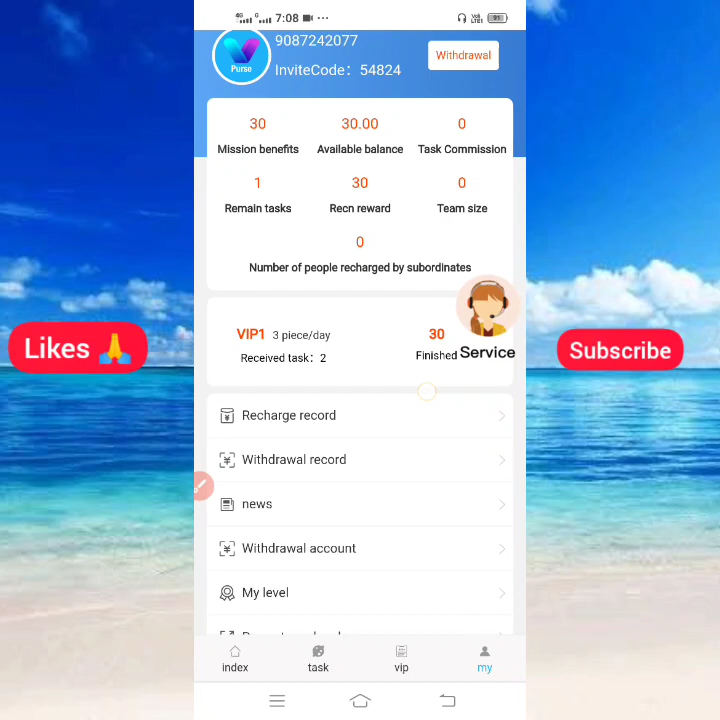 7:08
91
Purse
9087242077
InviteCode： 54824
Withdrawal
30 30.00 0
Mission benefits Available balance Task Commission
1 30 0
Remain tasks Recn reward Team size
0
Number of people recharged by subordinates
VIP1 3 piece/day 30
Received task： 2 Finished
Service
Likes 🙏
Subscribe
Recharge record
Withdrawal record
news
Withdrawal account
My level
index task vip my